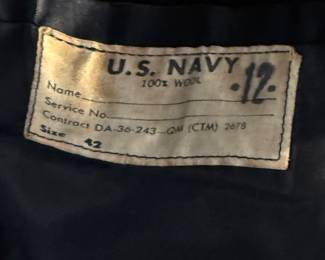 U.S. NAVY
100% WOOL
·12·
Name
Service No.
Contract DA-36-243-QM (CTM) 2678
Size 42